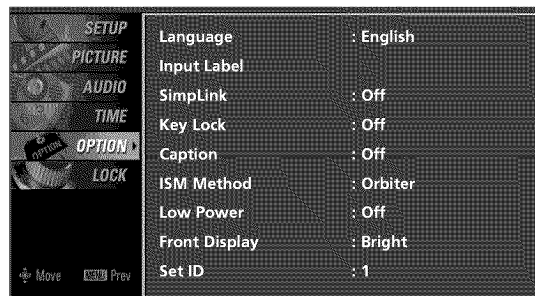 SETUP
PICTURE
AUDIO
TIME
OPTION
OPTION
LOCK
Move MENU Prev
Language : English
Input Label
SimpLink : Off
Key Lock : Off
Caption : Off
ISM Method : Orbiter
Low Power : Off
Front Display : Bright
Set ID : 1